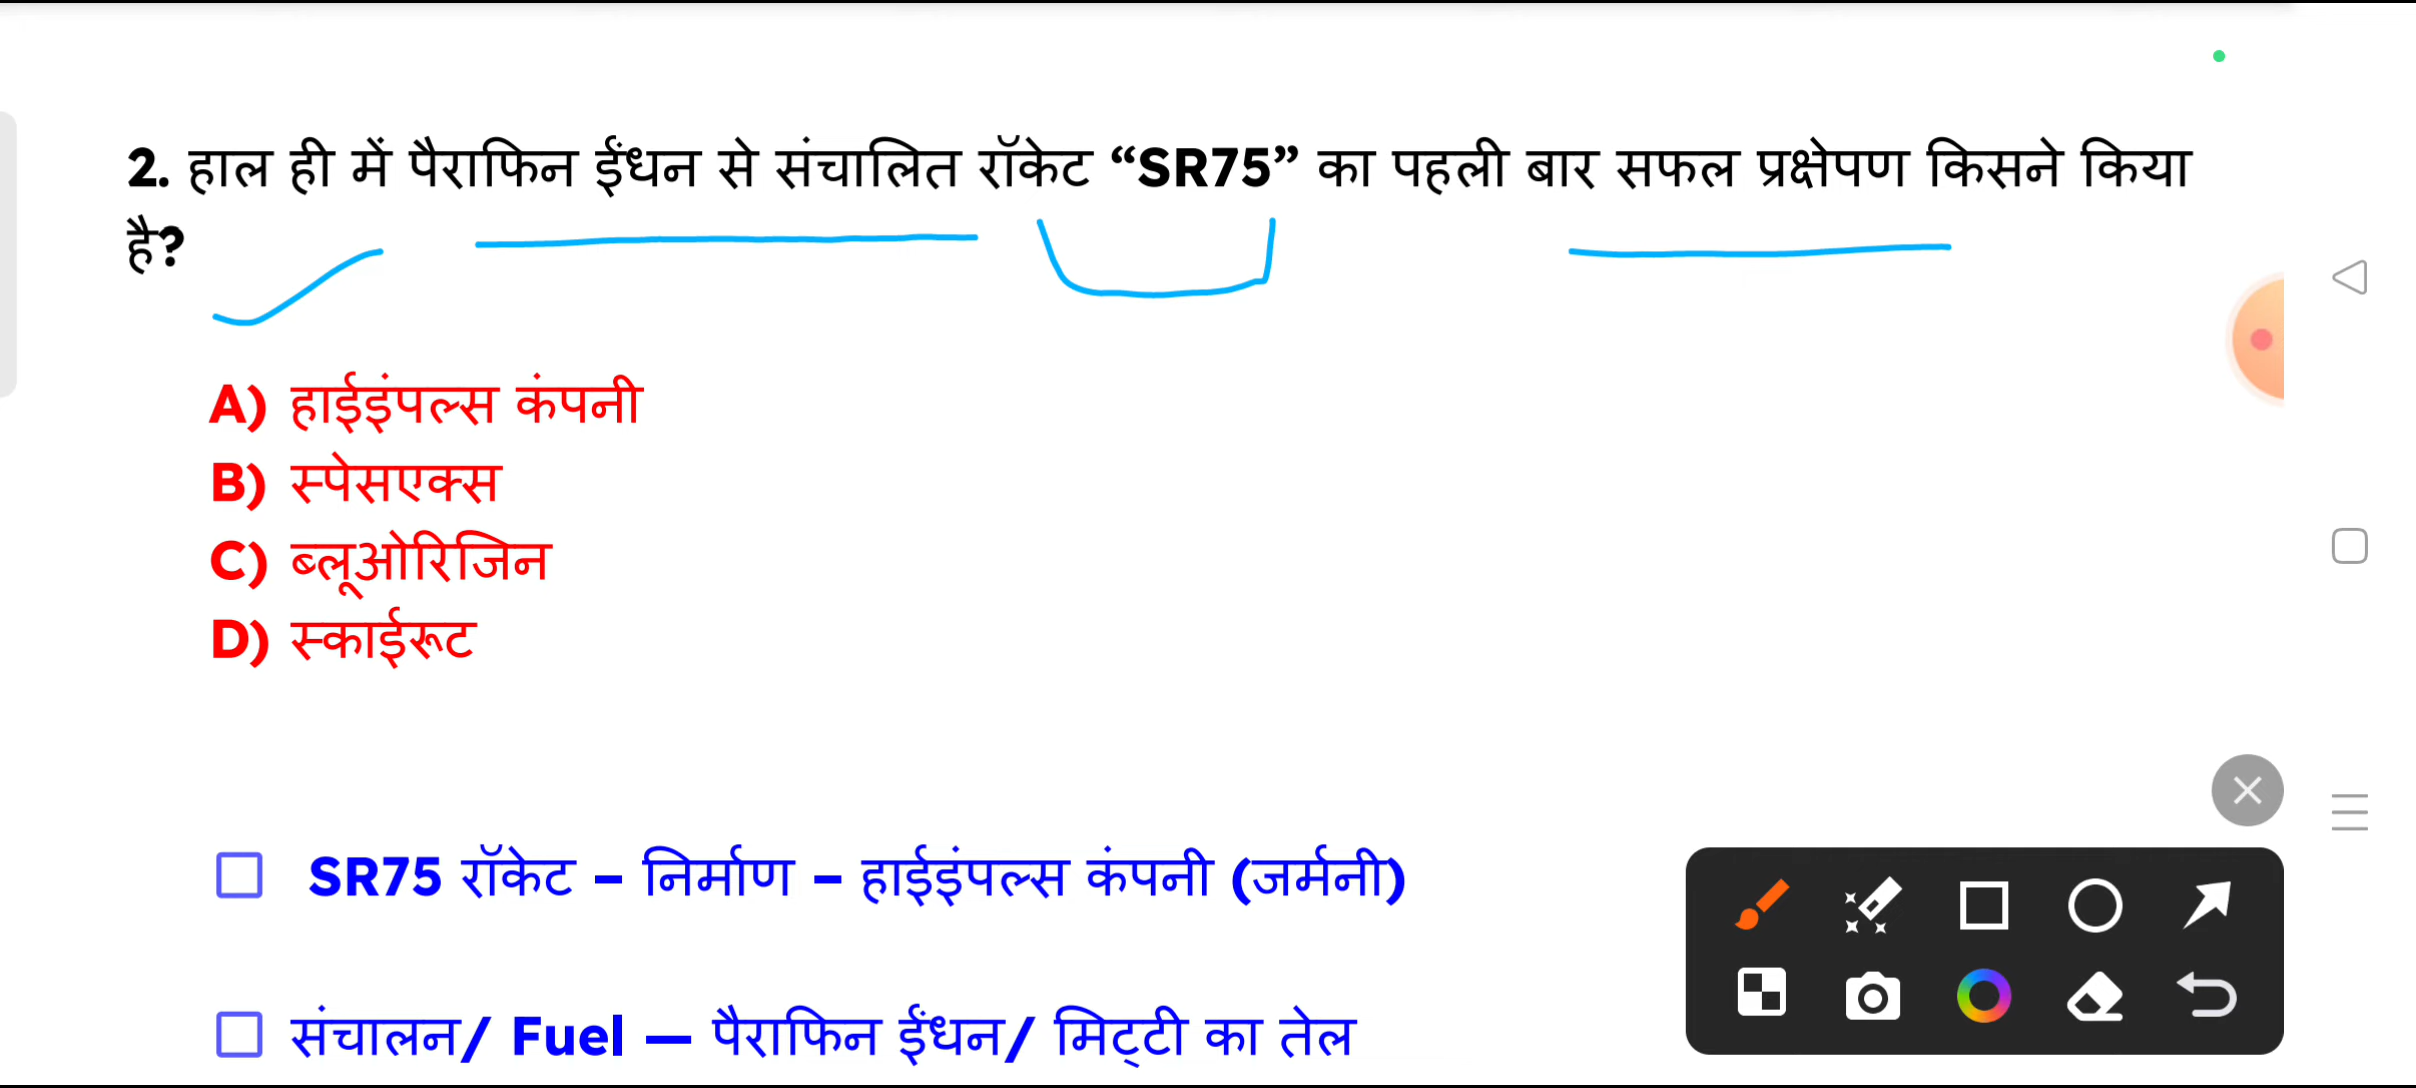 2. हाल ही में पैराफिन ईंधन से संचालित रॉकेट “SR75” का पहली बार सफल प्रक्षेपण किसने किया
है?
A) हाईइंपल्स कंपनी
B) स्पेसएक्स
C) ब्लूओरिजिन
D) स्काईरूट
SR75 रॉकेट – निर्माण – हाईइंपल्स कंपनी (जर्मनी)
संचालन/ Fuel — पैराफिन ईंधन/ मिट्टी का तेल